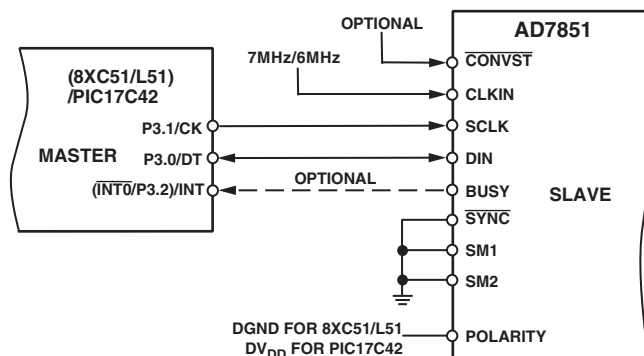 OPTIONAL
AD7851
(8XC51/L51)
/PIC17C42
7MHz/6MHz
CONVST
CLKIN
P3.1/CK
SCLK
MASTER
P3.0/DT
DIN
(INT0/P3.2)/INT
OPTIONAL
BUSY
SLAVE
SYNC
SM1
SM2
DGND FOR 8XC51/L51
DVDD FOR PIC17C42
POLARITY